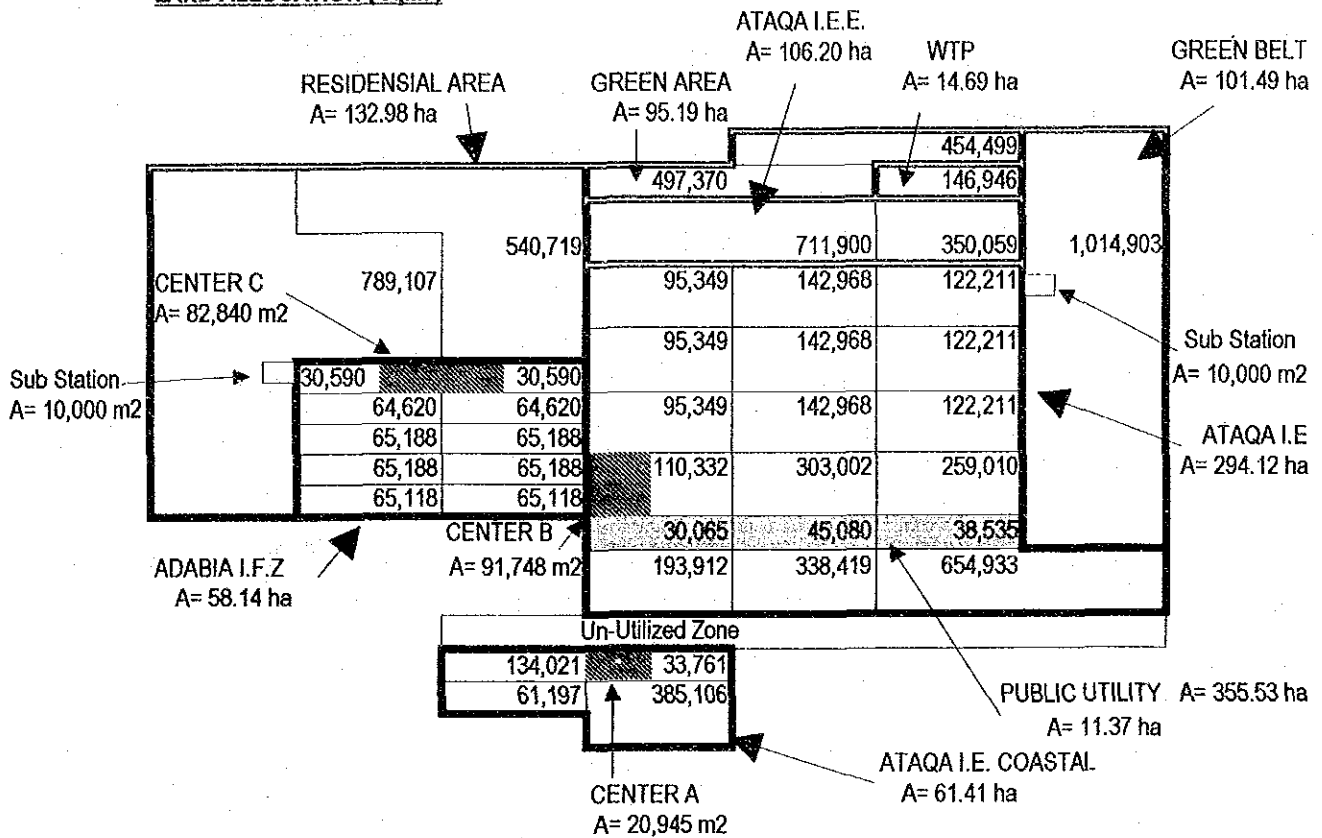 ATAQA I.E.E.
A= 106.20 ha
WTP
A= 14.69 ha
GREEN BELT
A= 101.49 ha
RESIDENSIAL AREA
A= 132.98 ha
GREEN AREA
A= 95.19 ha
454,499
497,370 146,946
540,719 711,900 350,059 1,014,903
789,107
CENTER C
A= 82,840 m2
95,349 142,968 122,211
95,349 142,968 122,211
Sub Station
A= 10,000 m2
Sub Station
A= 10,000 m2
30,590 30,590
64,620 64,620
95,349 142,968 122,211
65,188 65,188
ATAQA I.E
A= 294.12 ha
65,188 65,188
110,332 303,002 259,010
65,118 65,118
CENTER B
A= 91,748 m2
30,065 45,080 38,535
ADABIA I.F.Z
A= 58.14 ha
193,912 338,419 654,933
Un-Utilized Zone
134,021 33,761
61,197 385,106
PUBLIC UTILITY A= 355.53 ha
A= 11.37 ha
ATAQA I.E. COASTAL
A= 61.41 ha
CENTER A
A= 20,945 m2